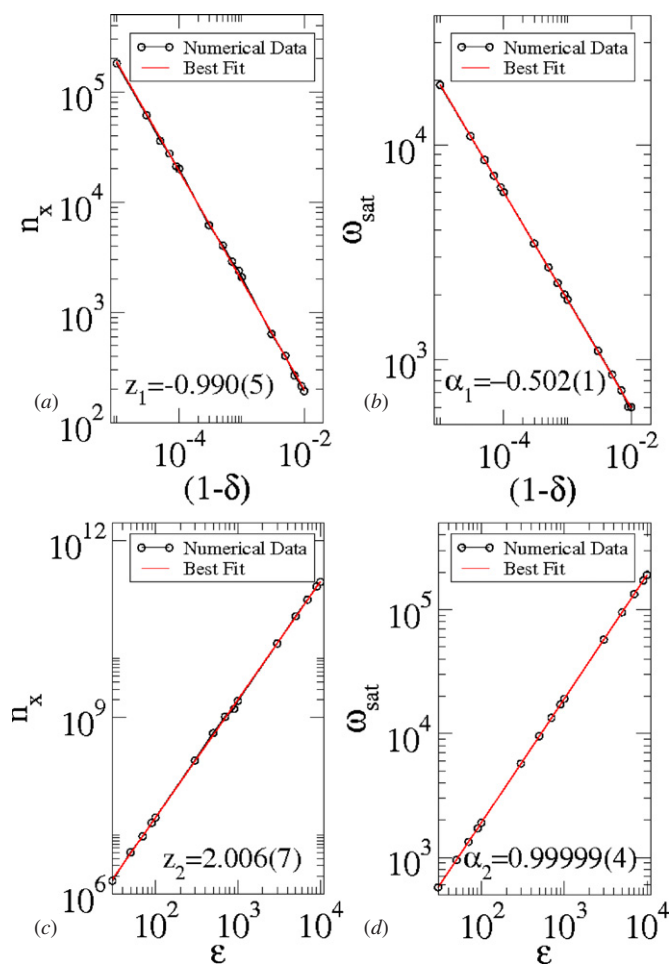 Numerical Data
Best Fit
10^5
10^4
10^3
10^2
n_x
z_1=-0.990(5)
(a)
10^-4
10^-2
(1-δ)
Numerical Data
Best Fit
10^4
10^3
ω_sat
α_1=-0.502(1)
(b)
10^-4
10^-2
(1-δ)
Numerical Data
Best Fit
10^12
10^9
10^6
n_x
z_2=2.006(7)
(c)
10^2
10^3
10^4
ε
Numerical Data
Best Fit
10^5
10^4
10^3
ω_sat
α_2=0.99999(4)
(d)
10^2
10^3
10^4
ε